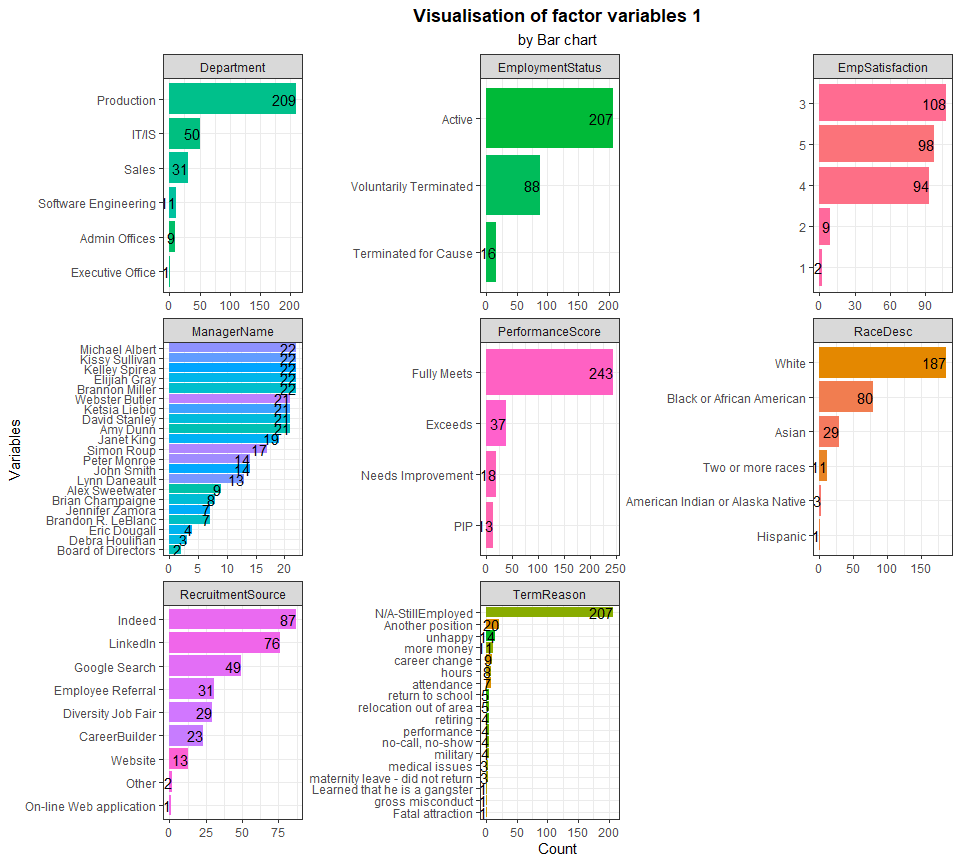 Visualisation of factor variables 1
by Bar chart
Department
Production 209
IT/IS 50
Sales 31
Software Engineering 11
Admin Offices 9
Executive Office 1
0 50 100 150 200
EmploymentStatus
Active 207
Voluntarily Terminated 88
Terminated for Cause 16
0 50 100 150 200
EmpSatisfaction
3 108
5 98
4 94
2 9
1 2
0 30 60 90
Variables
ManagerName
Michael Albert 22
Kissy Sullivan 22
Kelley Spirea 22
Elijian Gray 22
Brannon Miller 22
Webster Butler 21
Ketsia Liebig 21
David Stanley 21
Amy Dunn 21
Janet King 19
Simon Roup 17
Peter Monroe 14
John Smith 14
Lynn Daneault 13
Alex Sweetwater 9
Brian Champaigne 8
Jennifer Zamora 7
Brandon R. LeBlanc 7
Eric Dougall 4
Debra Houlihan 3
Board of Directors 2
0 5 10 15 20
PerformanceScore
Fully Meets 243
Exceeds 37
Needs Improvement 18
PIP 13
0 50 100 150 200 250
RaceDesc
White 187
Black or African American 80
Asian 29
Two or more races 11
American Indian or Alaska Native 3
Hispanic 1
0 50 100 150
RecruitmentSource
Indeed 87
LinkedIn 76
Google Search 49
Employee Referral 31
Diversity Job Fair 29
CareerBuilder 23
Website 13
Other 2
On-line Web application 1
0 25 50 75
TermReason
N/A-StillEmployed 207
Another position 20
unhappy 14
more money 11
career change 9
hours 8
attendance 7
return to school 5
relocation out of area 5
retiring 4
performance 4
no-call, no-show 4
military 4
medical issues 3
maternity leave - did not return 3
Learned that he is a gangster 1
gross misconduct 1
Fatal attraction 1
0 50 100 150 200
Count